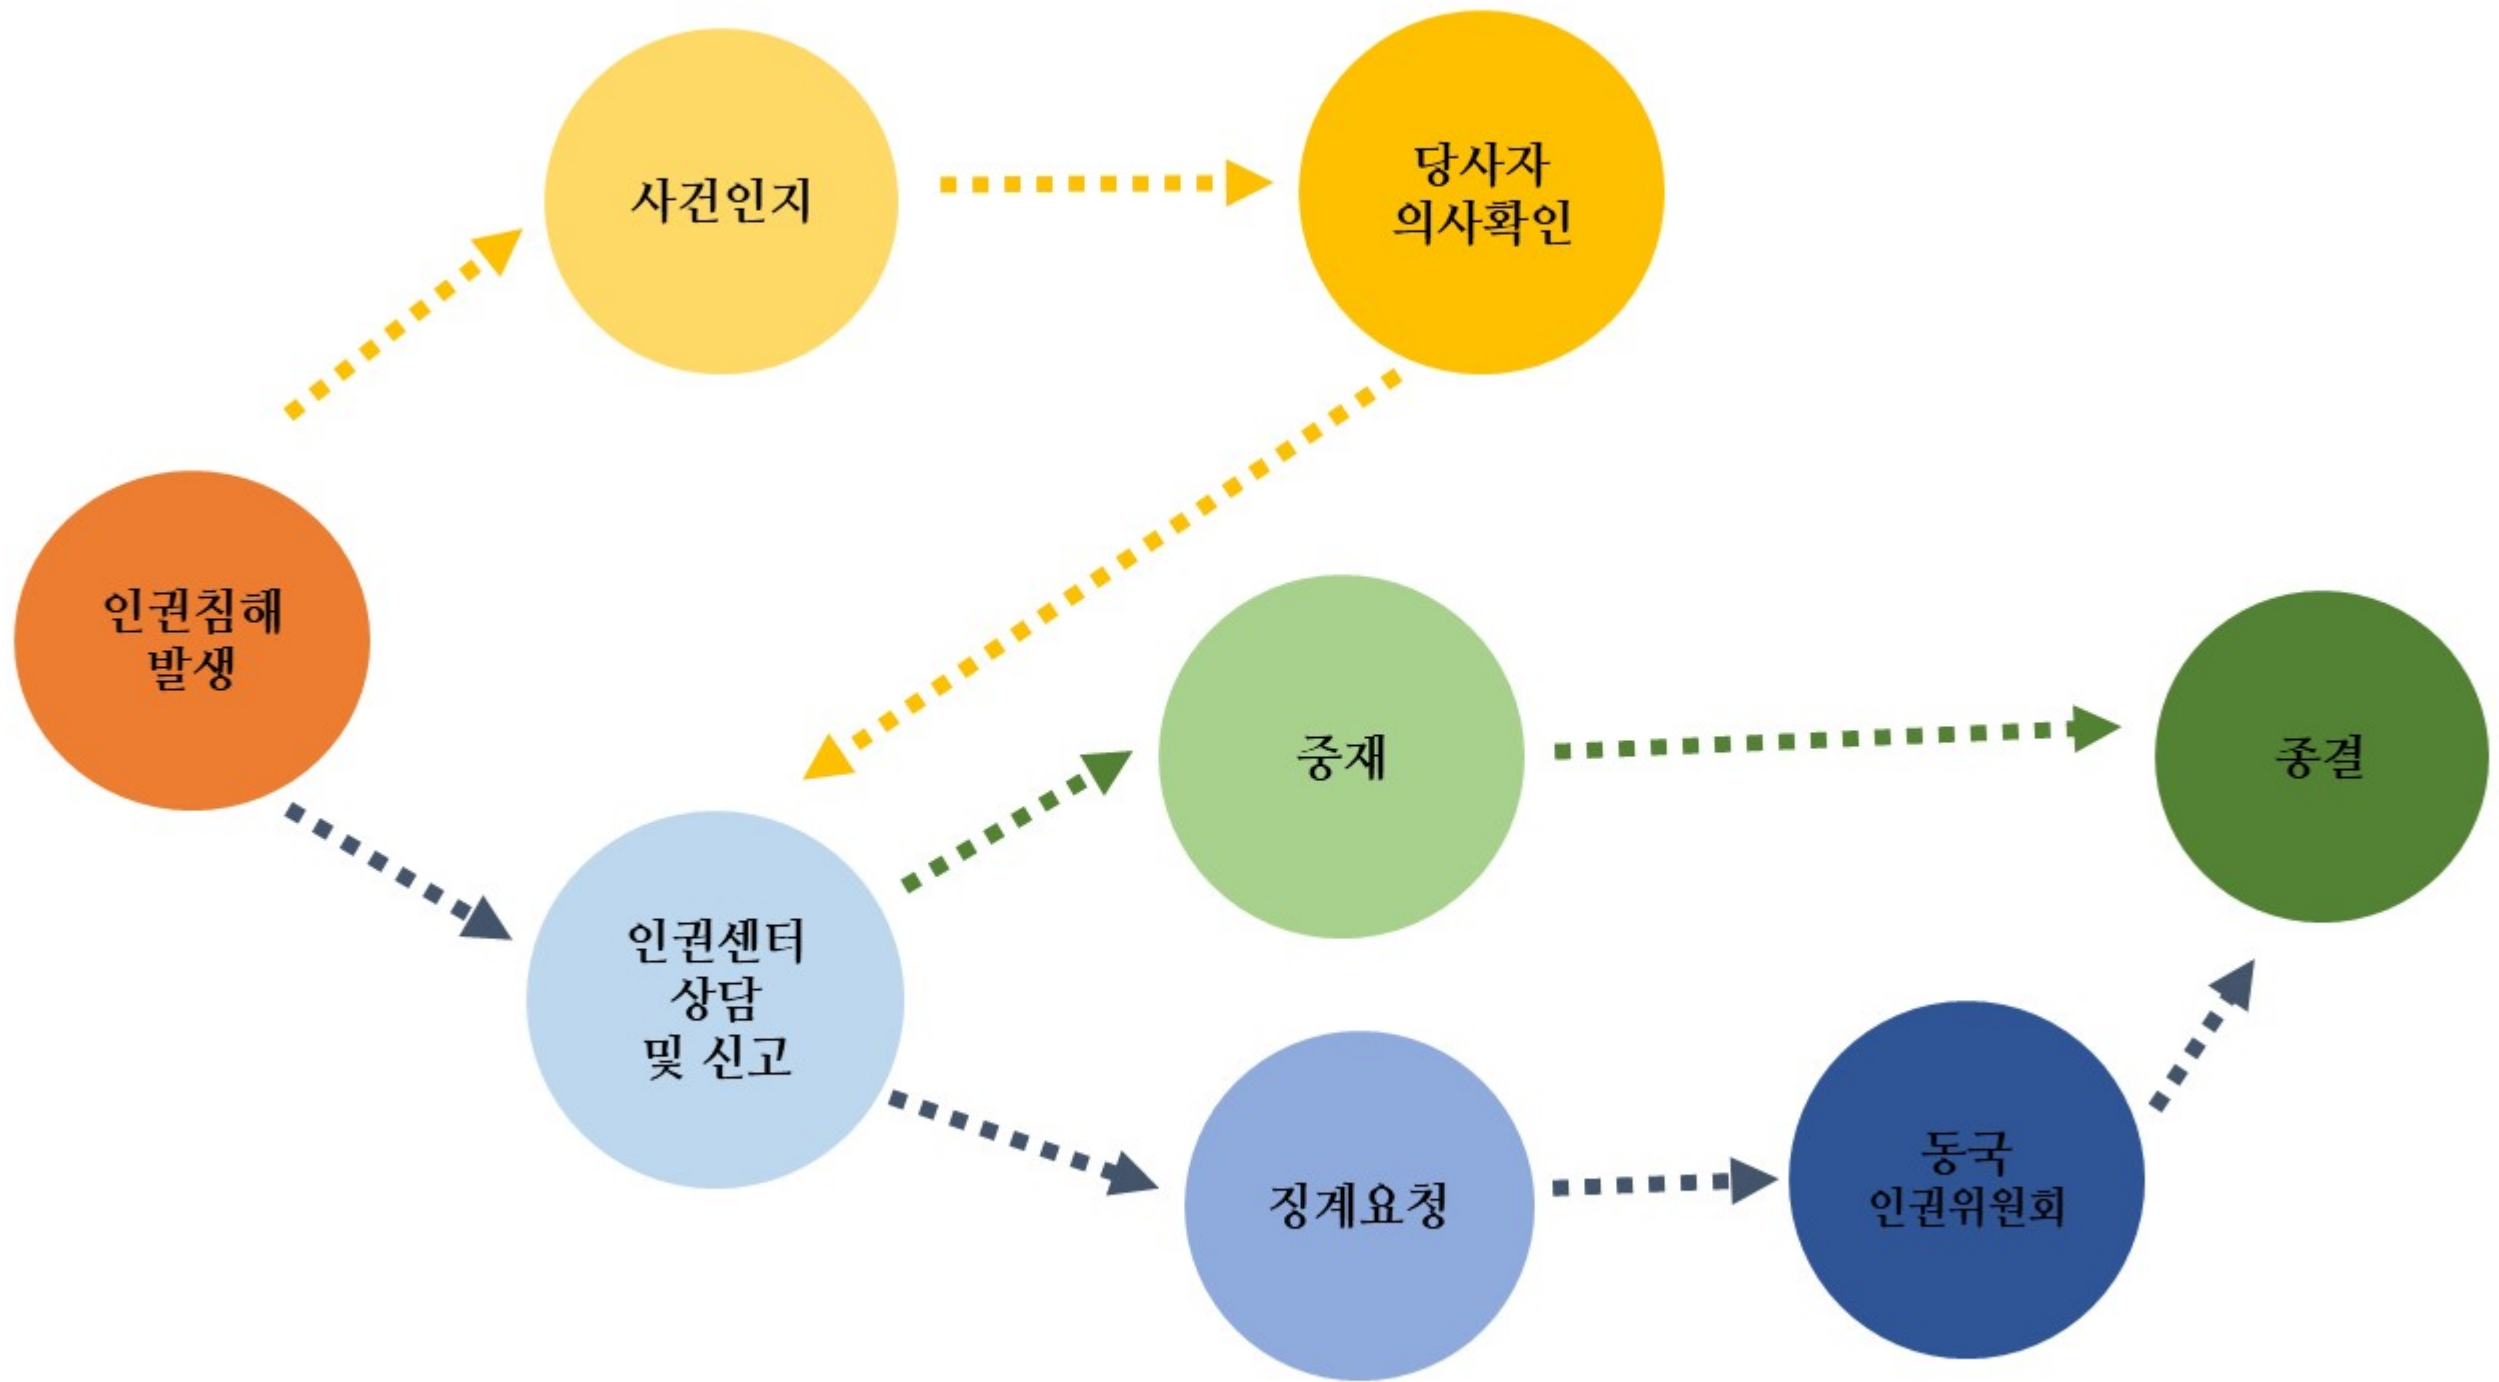 사건인지
당사자
의사확인
인권침해
발생
중재
종결
인권센터
상담
및 신고
징계요청
동국
인권위원회